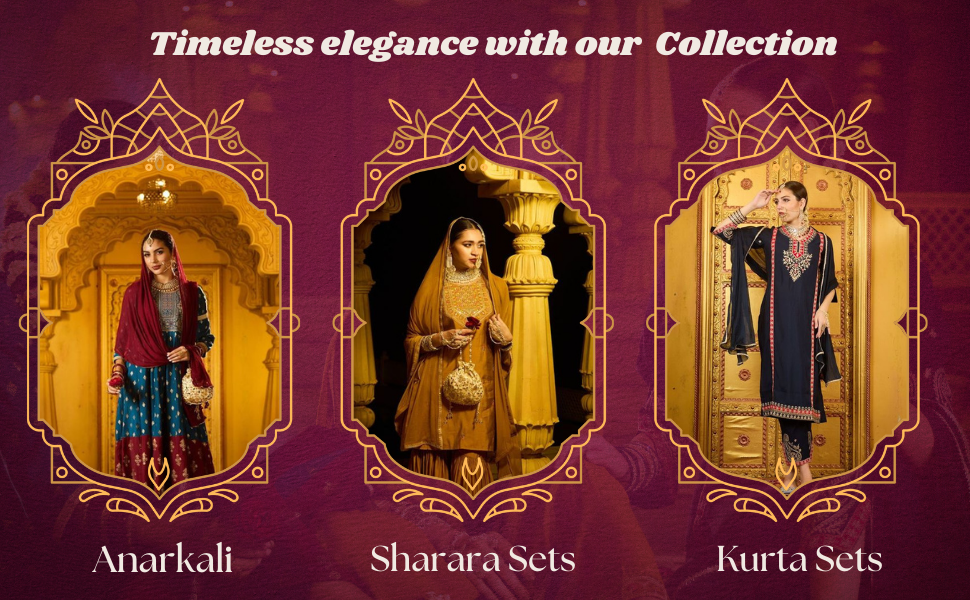 Timeless elegance with our Collection
Anarkali
Sharara Sets
Kurta Sets